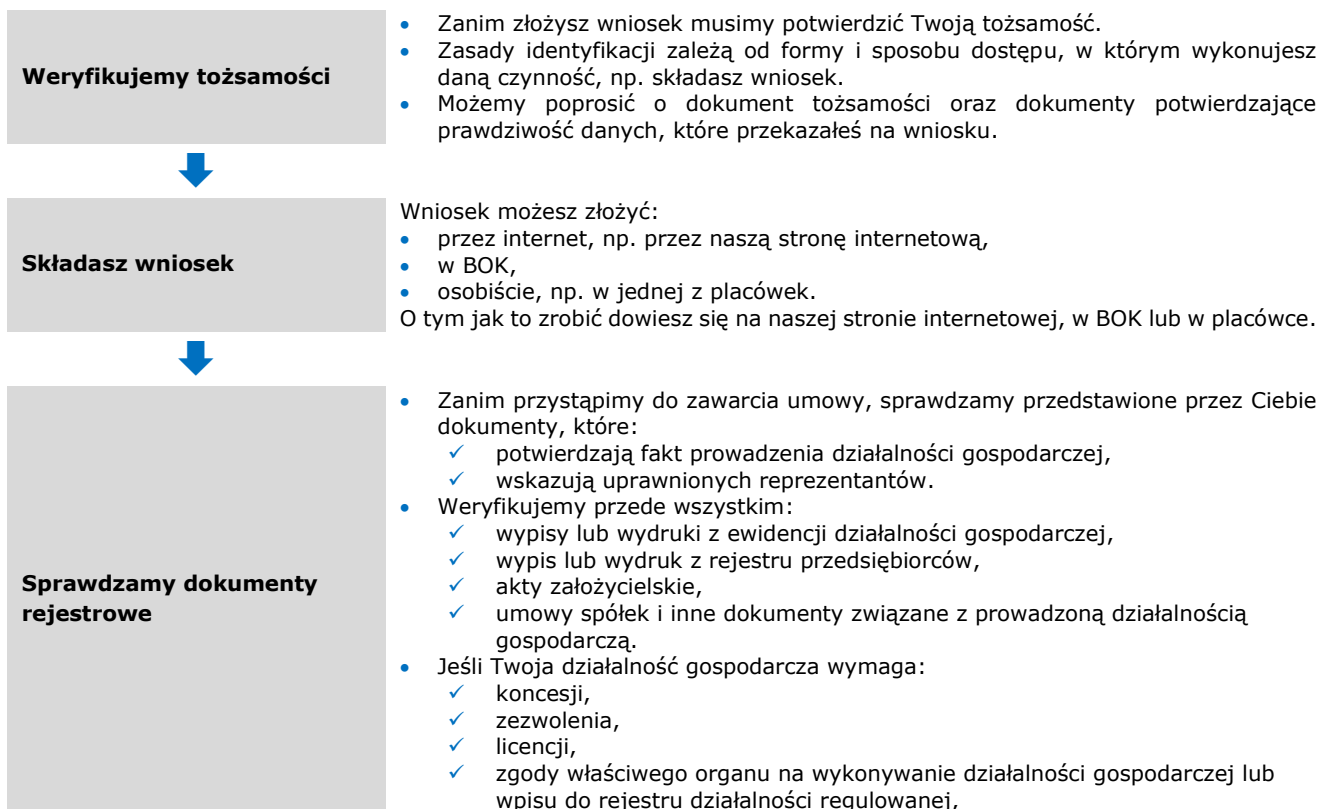 Weryfikujemy tożsamości
• Zanim złożysz wniosek musimy potwierdzić Twoją tożsamość.
• Zasady identyfikacji zależą od formy i sposobu dostępu, w którym wykonujesz
daną czynność, np. składasz wniosek.
• Możemy poprosić o dokument tożsamości oraz dokumenty potwierdzające
prawdziwość danych, które przekazałeś na wniosku.
Składasz wniosek
Wniosek możesz złożyć:
• przez internet, np. przez naszą stronę internetową,
• w BOK,
• osobiście, np. w jednej z placówek.
O tym jak to zrobić dowiesz się na naszej stronie internetowej, w BOK lub w placówce.
Sprawdzamy dokumenty
rejestrowe
• Zanim przystąpimy do zawarcia umowy, sprawdzamy przedstawione przez Ciebie
dokumenty, które:
✓ potwierdzają fakt prowadzenia działalności gospodarczej,
✓ wskazują uprawnionych reprezentantów.
• Weryfikujemy przede wszystkim:
✓ wypisy lub wydruki z ewidencji działalności gospodarczej,
✓ wypis lub wydruk z rejestru przedsiębiorców,
✓ akty założycielskie,
✓ umowy spółek i inne dokumenty związane z prowadzoną działalnością
gospodarczą.
• Jeśli Twoja działalność gospodarcza wymaga:
✓ koncesji,
✓ zezwolenia,
✓ licencji,
✓ zgody właściwego organu na wykonywanie działalności gospodarczej lub
wpisu do rejestru działalności regulowanej,